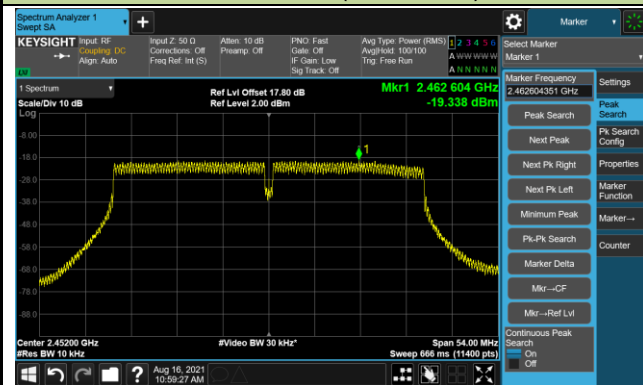 Spectrum Analyzer 1
Swept SA
Marker
KEYSIGHT
Input: RF
Coupling: DC
Align: Auto
Input Z: 50 Ω
Corrections: Off
Freq Ref: Int (S)
Atten: 10 dB
Preamp: Off
PNO: Fast
Gate: Off
IF Gain: Low
Sig Track: Off
Avg Type: Power (RMS)
Avg|Hold: 100/100
Trig: Free Run
1 2 3 4 5 6
A W W W W W
A N N N N N
LXI
Select Marker
Marker 1
1 Spectrum
Scale/Div 10 dB
Log
Ref Lvl Offset 17.80 dB
Ref Level 2.00 dBm
Mkr1 2.462 604 GHz
-19.338 dBm
Marker Frequency
2.462604351 GHz
Settings
Peak Search
Peak
Search
Next Peak
Pk Search
Config
Next Pk Right
Properties
Next Pk Left
Marker
Function
Minimum Peak
Marker→
Pk-Pk Search
Counter
Marker Delta
Mkr→CF
Mkr→Ref Lvl
Continuous Peak
Search
On
Off
1
-8.00
-18.0
-28.0
-38.0
-48.0
-58.0
-68.0
-78.0
-88.0
Center 2.45200 GHz
#Res BW 10 kHz
#Video BW 30 kHz*
Span 54.00 MHz
Sweep 666 ms (11400 pts)
?
Aug 16, 2021
10:59:27 AM